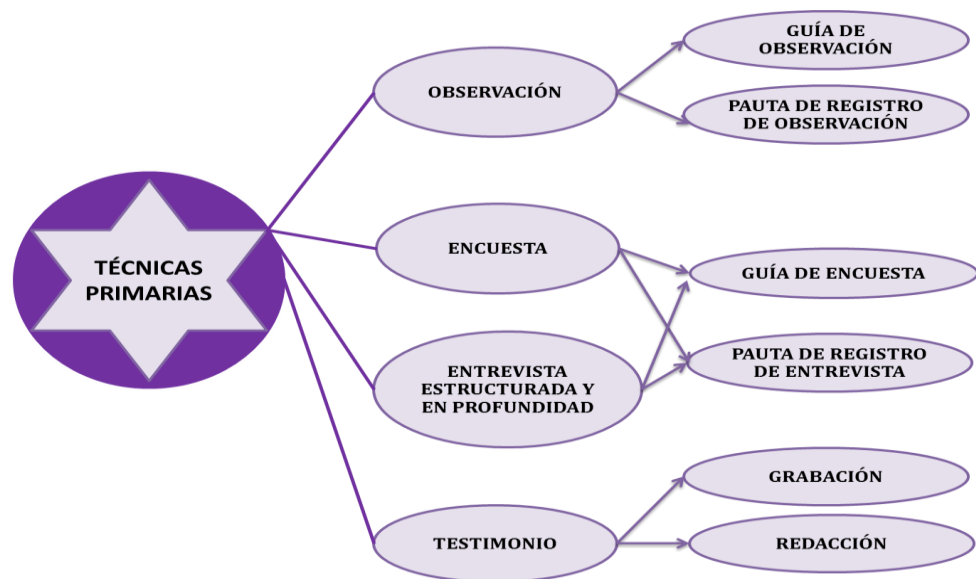 TÉCNICAS
PRIMARIAS
OBSERVACIÓN
GUÍA DE
OBSERVACIÓN
PAUTA DE REGISTRO
DE OBSERVACIÓN
ENCUESTA
GUÍA DE ENCUESTA
ENTREVISTA
ESTRUCTURADA Y
EN PROFUNDIDAD
PAUTA DE REGISTRO
DE ENTREVISTA
TESTIMONIO
GRABACIÓN
REDACCIÓN